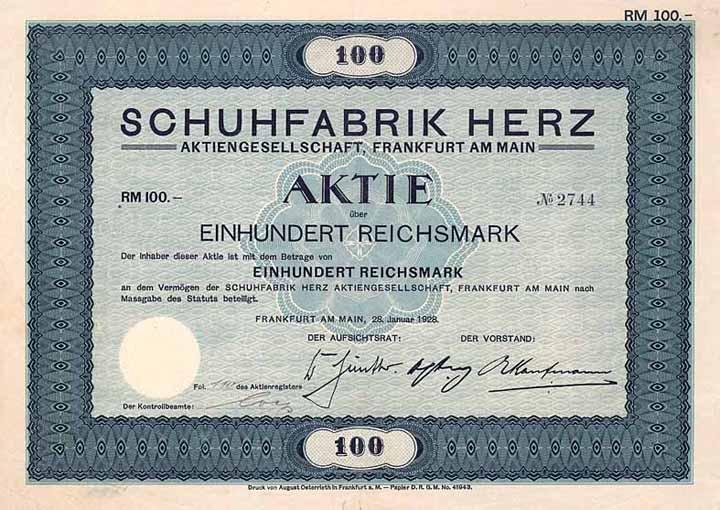 RM 100.-
100
SCHUHFABRIK HERZ
AKTIENGESELLSCHAFT, FRANKFURT AM MAIN
AKTIE
RM 100.-
№ 2744
über
EINHUNDERT REICHSMARK
Der Inhaber dieser Aktie ist mit dem Betrage von
EINHUNDERT REICHSMARK
an dem Vermögen der SCHUHFABRIK HERZ AKTIENGESELLSCHAFT, FRANKFURT AM MAIN nach
Massgabe des Statuts beteiligt.
FRANKFURT AM MAIN, 28. Januar 1928.
DER AUFSICHTSRAT: DER VORSTAND:
Fol. des Aktienregisters
Der Kontrollbeamte:
100
Druck von August Oesterrieth in Frankfurt a. M. — Papier D. R. G. M. No. 41943.